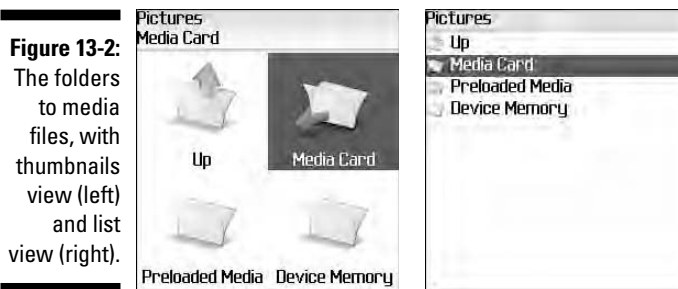 Figure 13-2:
The folders
to media
files, with
thumbnails
view (left)
and list
view (right).
Pictures
Media Card
Up
Media Card
Preloaded Media
Device Memory
Pictures
Up
Media Card
Preloaded Media
Device Memory